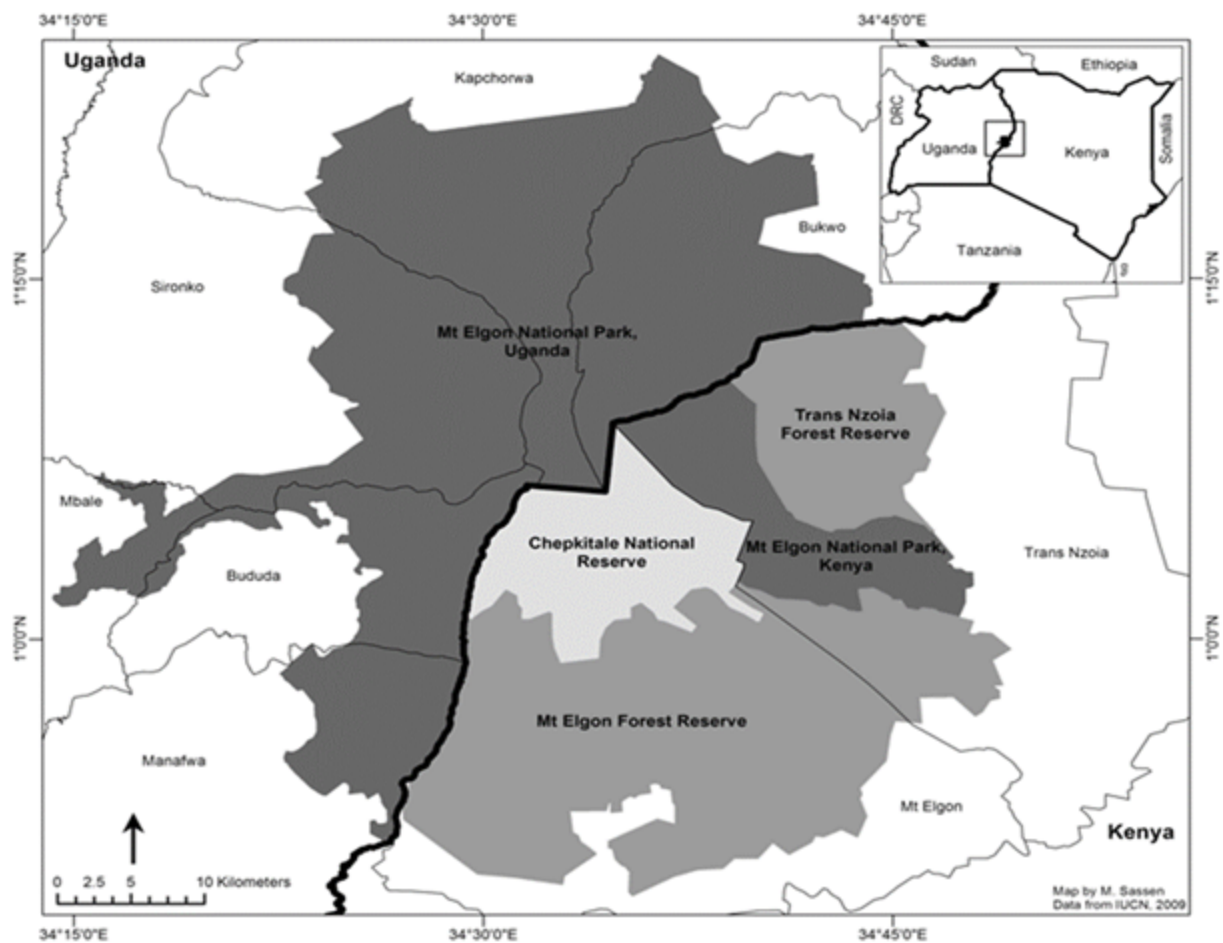 34°15'0"E
34°30'0"E
34°45'0"E
Uganda
Kapchorwa
Sudan
Ethiopia
DRC
Uganda
Kenya
Somalia
Tanzania
Bukwo
1°15'0"N
1°15'0"N
Sironko
Mt Elgon National Park,
Uganda
Trans Nzoia
Forest Reserve
Mbale
Chepkitale National
Reserve
Mt Elgon National Park,
Kenya
Trans Nzoia
Bududa
1°0'0"N
1°0'0"N
Mt Elgon Forest Reserve
Manafwa
Mt Elgon
Kenya
0 2.5 5 10 Kilometers
Map by M. Sassen
Data from IUCN, 2009
34°15'0"E
34°30'0"E
34°45'0"E